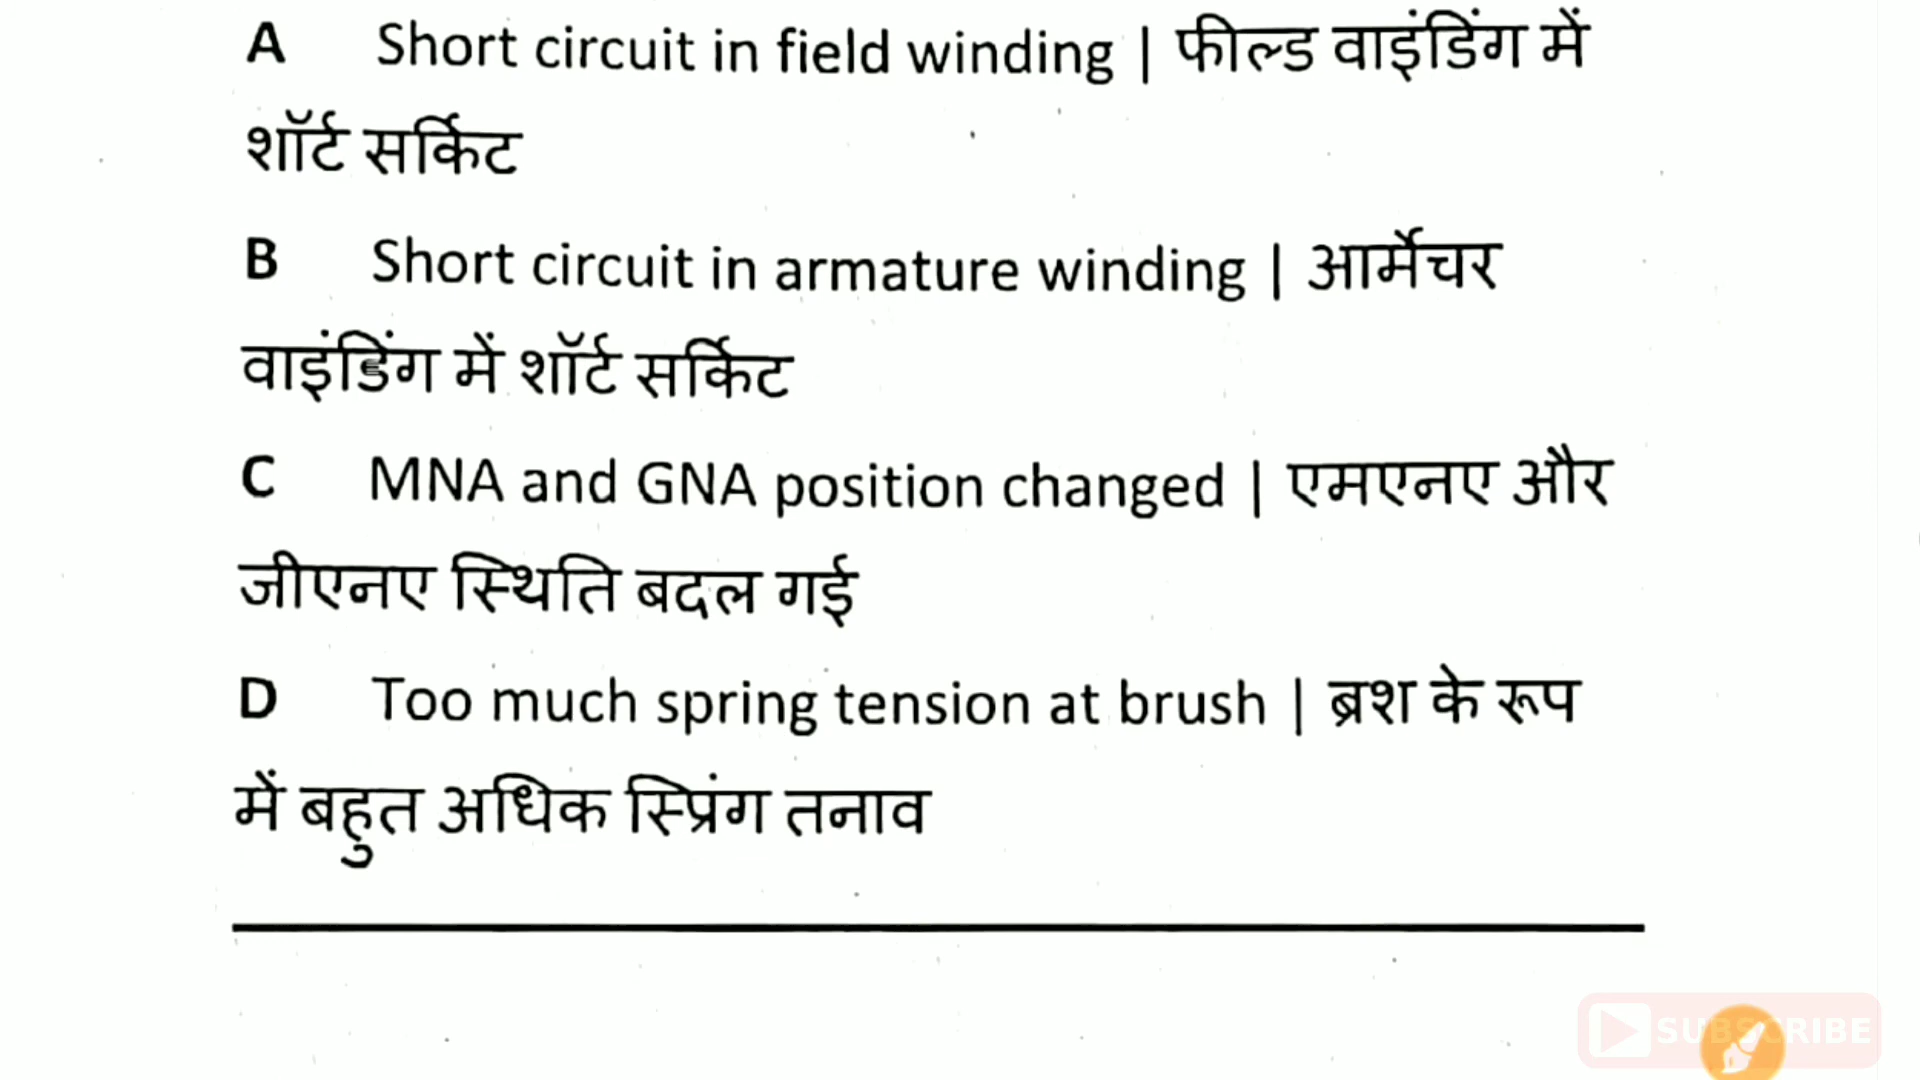 A Short circuit in field winding | फील्ड वाइंडिंग में
शॉर्ट सर्किट
B Short circuit in armature winding | आर्मेचर
वाइंडिंग में शॉर्ट सर्किट
C MNA and GNA position changed | एमएनए और
जीएनए स्थिति बदल गई
D Too much spring tension at brush | ब्रश के रूप
में बहुत अधिक स्प्रिंग तनाव
SUBSCRIBE